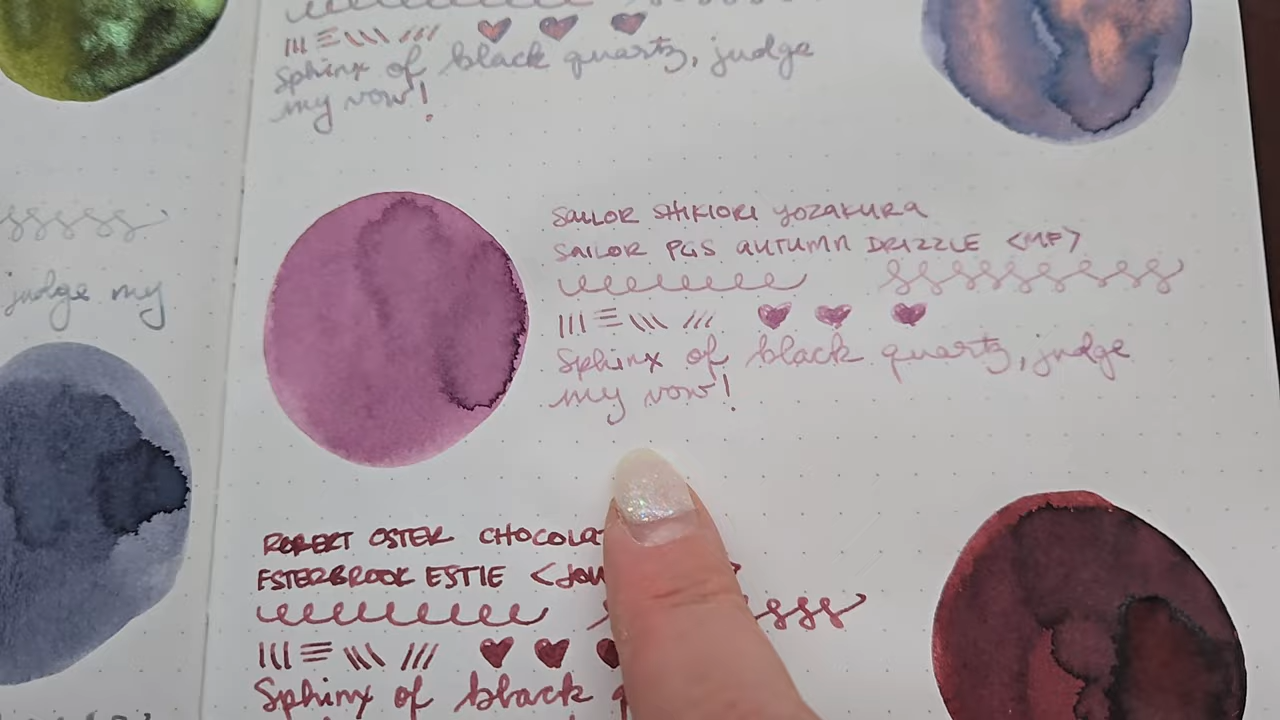 Sphinx of black quartz, judge
my vow!
judge my
SAILOR SHIKIORI YOZAKURA
SAILOR PGS AUTUMN DRIZZLE <MF>
Sphinx of black quartz, judge
my vow!
ROBERT OSTER
ESTERBROOK ESTIE
Sphinx of black